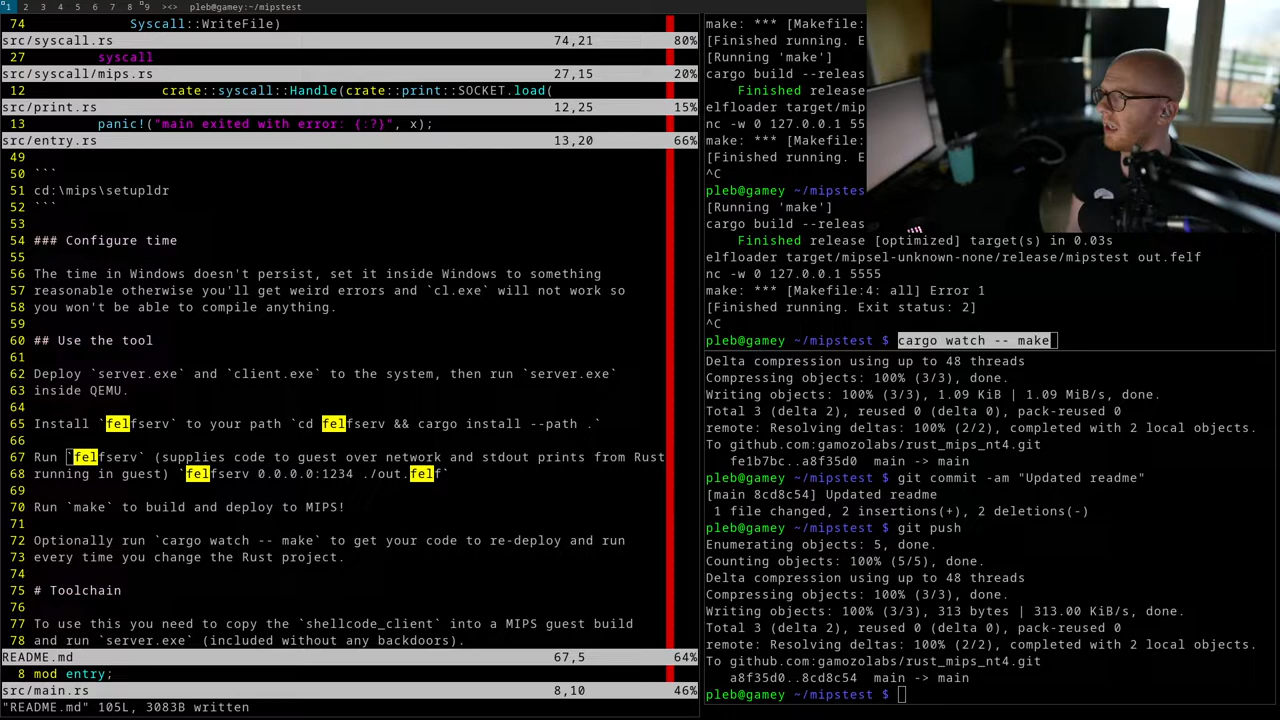 1 2 3 4 5 6 7 8 9 ><> pleb@gamey:~/mipstest
74 Syscall::WriteFile)
src/syscall.rs 74,21 80%
27 syscall
src/syscall/mips.rs 27,15 20%
12 crate::syscall::Handle(crate::print::SOCKET.load(
src/print.rs 12,25 15%
13 panic!("main exited with error: {:?}", x);
src/entry.rs 13,20 66%
49
50 ```
51 cd:\mips\setupldr
52 ```
53
54 ### Configure time
55
56 The time in Windows doesn't persist, set it inside Windows to something
57 reasonable otherwise you'll get weird errors and `cl.exe` will not work so
58 you won't be able to compile anything.
59
60 ## Use the tool
61
62 Deploy `server.exe` and `client.exe` to the system, then run `server.exe`
63 inside QEMU.
64
65 Install `felfserv` to your path `cd felfserv && cargo install --path .`
66
67 Run `felfserv` (supplies code to guest over network and stdout prints from Rust
68 running in guest) `felfserv 0.0.0.0:1234 ./out.felf`
69
70 Run `make` to build and deploy to MIPS!
71
72 Optionally run `cargo watch -- make` to get your code to re-deploy and run
73 every time you change the Rust project.
74
75 # Toolchain
76
77 To use this you need to copy the `shellcode_client` into a MIPS guest build
78 and run `server.exe` (included without any backdoors).
README.md 67,5 64%
8 mod entry;
src/main.rs 8,10 46%
"README.md" 105L, 3083B written
make: *** [Makefile:
[Finished running. E
[Running 'make']
cargo build --releas
Finished release
elfloader target/mip
nc -w 0 127.0.0.1 55
make: *** [Makefile:
[Finished running. E
^C
pleb@gamey ~/mipstes
[Running 'make']
cargo build --releas
Finished release [optimized] target(s) in 0.03s
elfloader target/mipsel-unknown-none/release/mipstest out.felf
nc -w 0 127.0.0.1 5555
make: *** [Makefile:4: all] Error 1
[Finished running. Exit status: 2]
^C
pleb@gamey ~/mipstest $ cargo watch -- make
Delta compression using up to 48 threads
Compressing objects: 100% (3/3), done.
Writing objects: 100% (3/3), 1.09 KiB | 1.09 MiB/s, done.
Total 3 (delta 2), reused 0 (delta 0), pack-reused 0
remote: Resolving deltas: 100% (2/2), completed with 2 local objects.
To github.com:gamozolabs/rust_mips_nt4.git
fe1b7bc..a8f35d0 main -> main
pleb@gamey ~/mipstest $ git commit -am "Updated readme"
[main 8cd8c54] Updated readme
1 file changed, 2 insertions(+), 2 deletions(-)
pleb@gamey ~/mipstest $ git push
Enumerating objects: 5, done.
Counting objects: 100% (5/5), done.
Delta compression using up to 48 threads
Compressing objects: 100% (3/3), done.
Writing objects: 100% (3/3), 313 bytes | 313.00 KiB/s, done.
Total 3 (delta 2), reused 0 (delta 0), pack-reused 0
remote: Resolving deltas: 100% (2/2), completed with 2 local objects.
To github.com:gamozolabs/rust_mips_nt4.git
a8f35d0..8cd8c54 main -> main
pleb@gamey ~/mipstest $